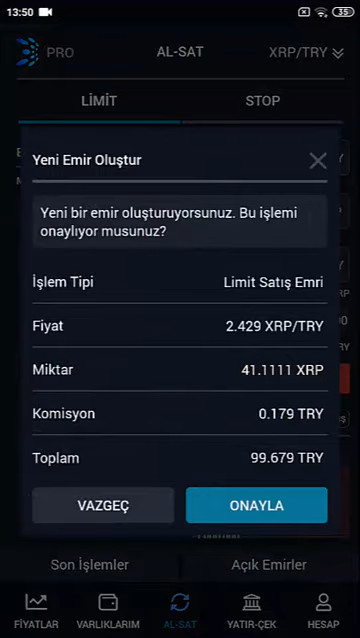 13:50
35
PRO
AL-SAT
XRP/TRY
LİMİT
STOP
Yeni Emir Oluştur
Yeni bir emir oluşturuyorsunuz. Bu işlemi
onaylıyor musunuz?
İşlem Tipi
Limit Satış Emri
Fiyat
2.429 XRP/TRY
Miktar
41.1111 XRP
Komisyon
0.179 TRY
Toplam
99.679 TRY
VAZGEÇ
ONAYLA
Son İşlemler
Açık Emirler
FİYATLAR
VARLIKLARIM
AL-SAT
YATIR-ÇEK
HESAP